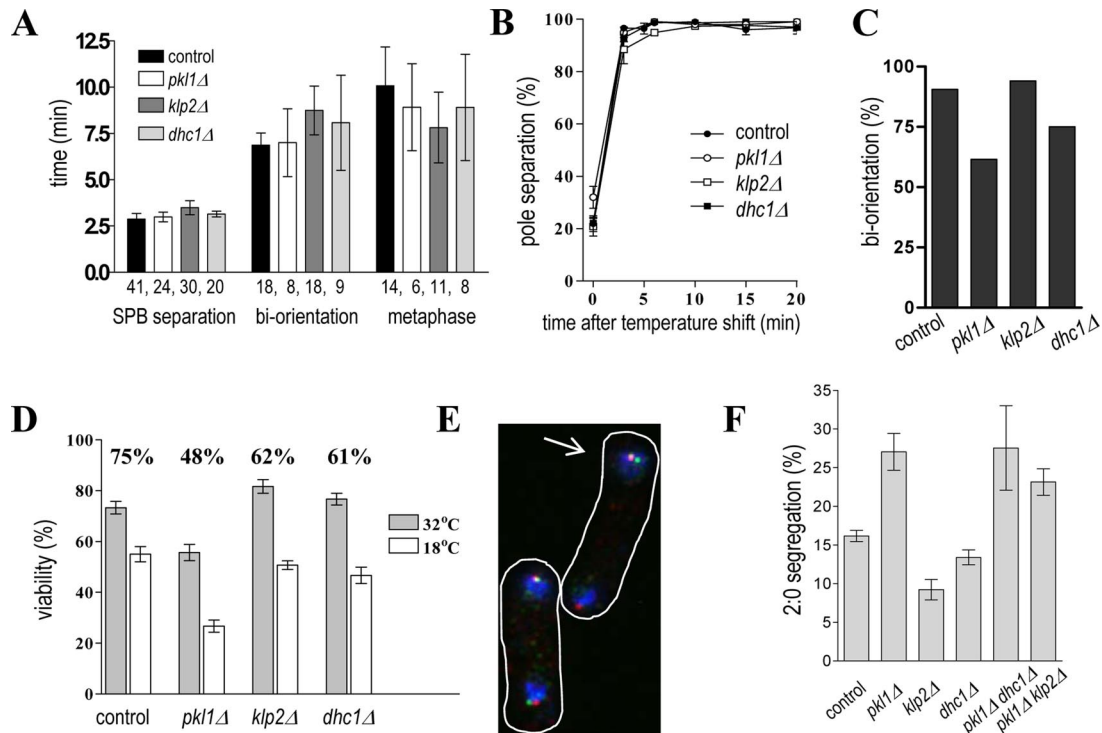 A
12.5
10.0
7.5
5.0
2.5
0.0
time (min)
control
pkl1Δ
klp2Δ
dhc1Δ
41, 24, 30, 20
18, 8, 18, 9
14, 6, 11, 8
SPB separation
bi-orientation
metaphase
B
100
80
60
40
20
0
pole separation (%)
control
pkl1Δ
klp2Δ
dhc1Δ
0 5 10 15 20
time after temperature shift (min)
C
100
75
50
25
0
bi-orientation (%)
control
pkl1Δ
klp2Δ
dhc1Δ
D
100
80
60
40
20
0
viability (%)
75% 48% 62% 61%
32°C
18°C
control pkl1Δ klp2Δ dhc1Δ
E
F
35
30
25
20
15
10
5
0
2:0 segregation (%)
control
pkl1Δ
klp2Δ
dhc1Δ
pkl1Δ dhc1Δ
pkl1Δ klp2Δ